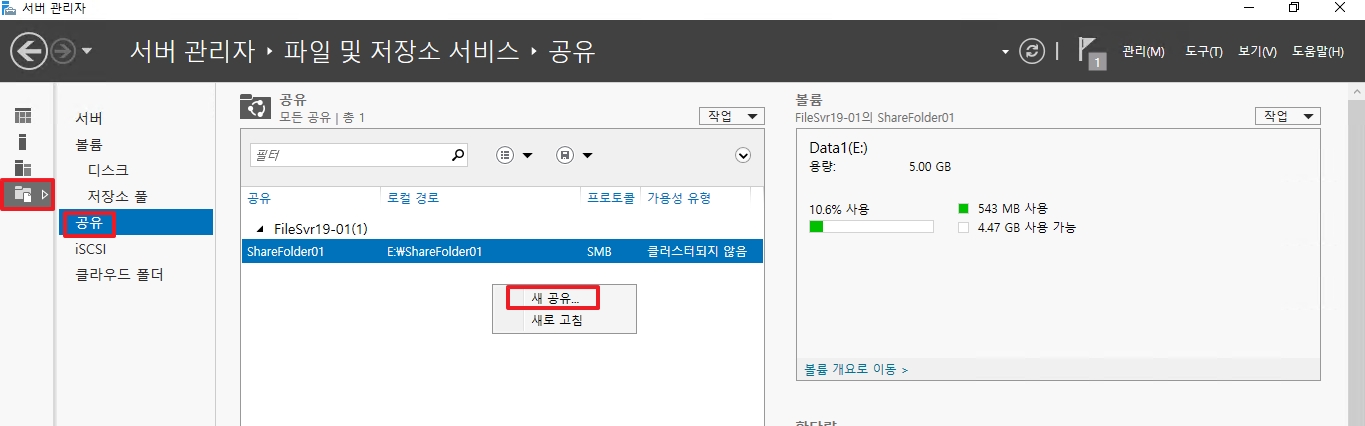 서버 관리자
서버 관리자 ‣ 파일 및 저장소 서비스 ‣ 공유
1
관리(M) 도구(T) 보기(V) 도움말(H)
서버
볼륨
디스크
저장소 풀
공유
iSCSI
클라우드 폴더
공유
모든 공유 | 총 1
작업
필터
공유 로컬 경로 프로토콜 가용성 유형
FileSvr19-01(1)
ShareFolder01 E:₩ShareFolder01 SMB 클러스터되지 않음
새 공유...
새로 고침
볼륨
FileSvr19-01의 ShareFolder01
작업
Data1(E:)
용량: 5.00 GB
10.6% 사용
543 MB 사용
4.47 GB 사용 가능
볼륨 개요로 이동 >